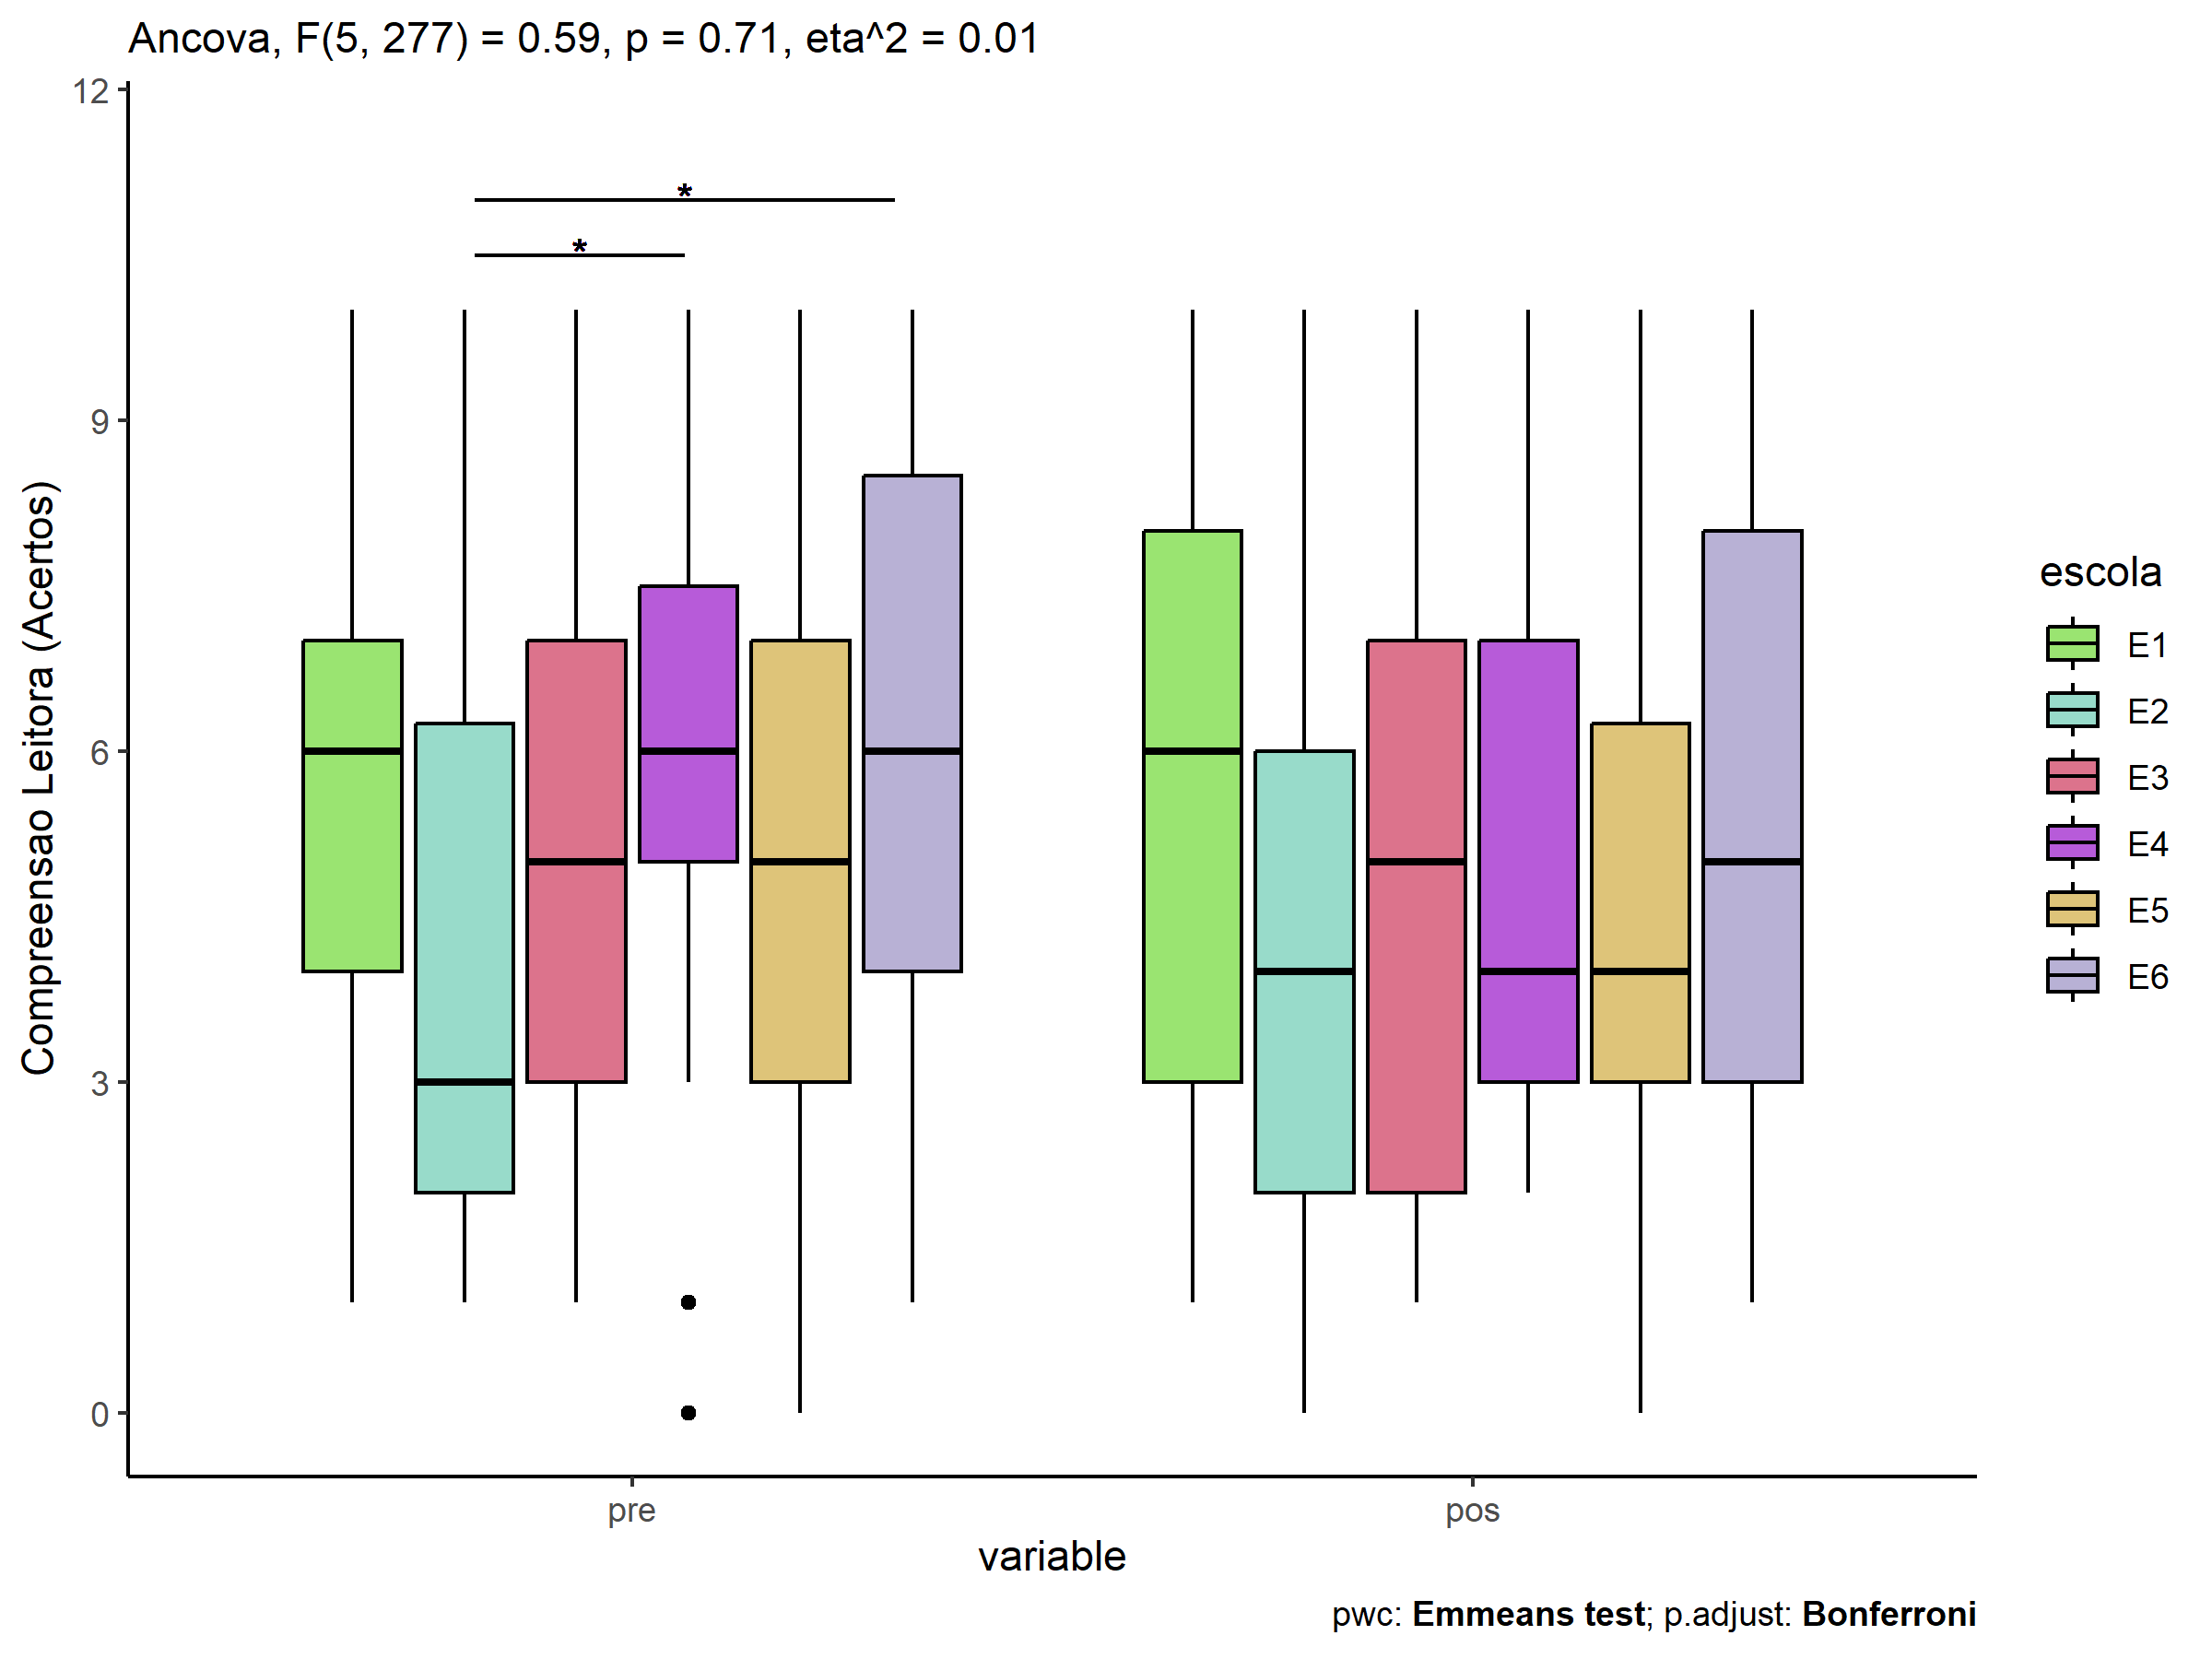 Ancova, F(5, 277) = 0.59, p = 0.71, eta^2 = 0.01
12
9
6
3
0
Compreensao Leitora (Acertos)
*
*
pre
pos
variable
escola
E1
E2
E3
E4
E5
E6
pwc: Emmeans test; p.adjust: Bonferroni